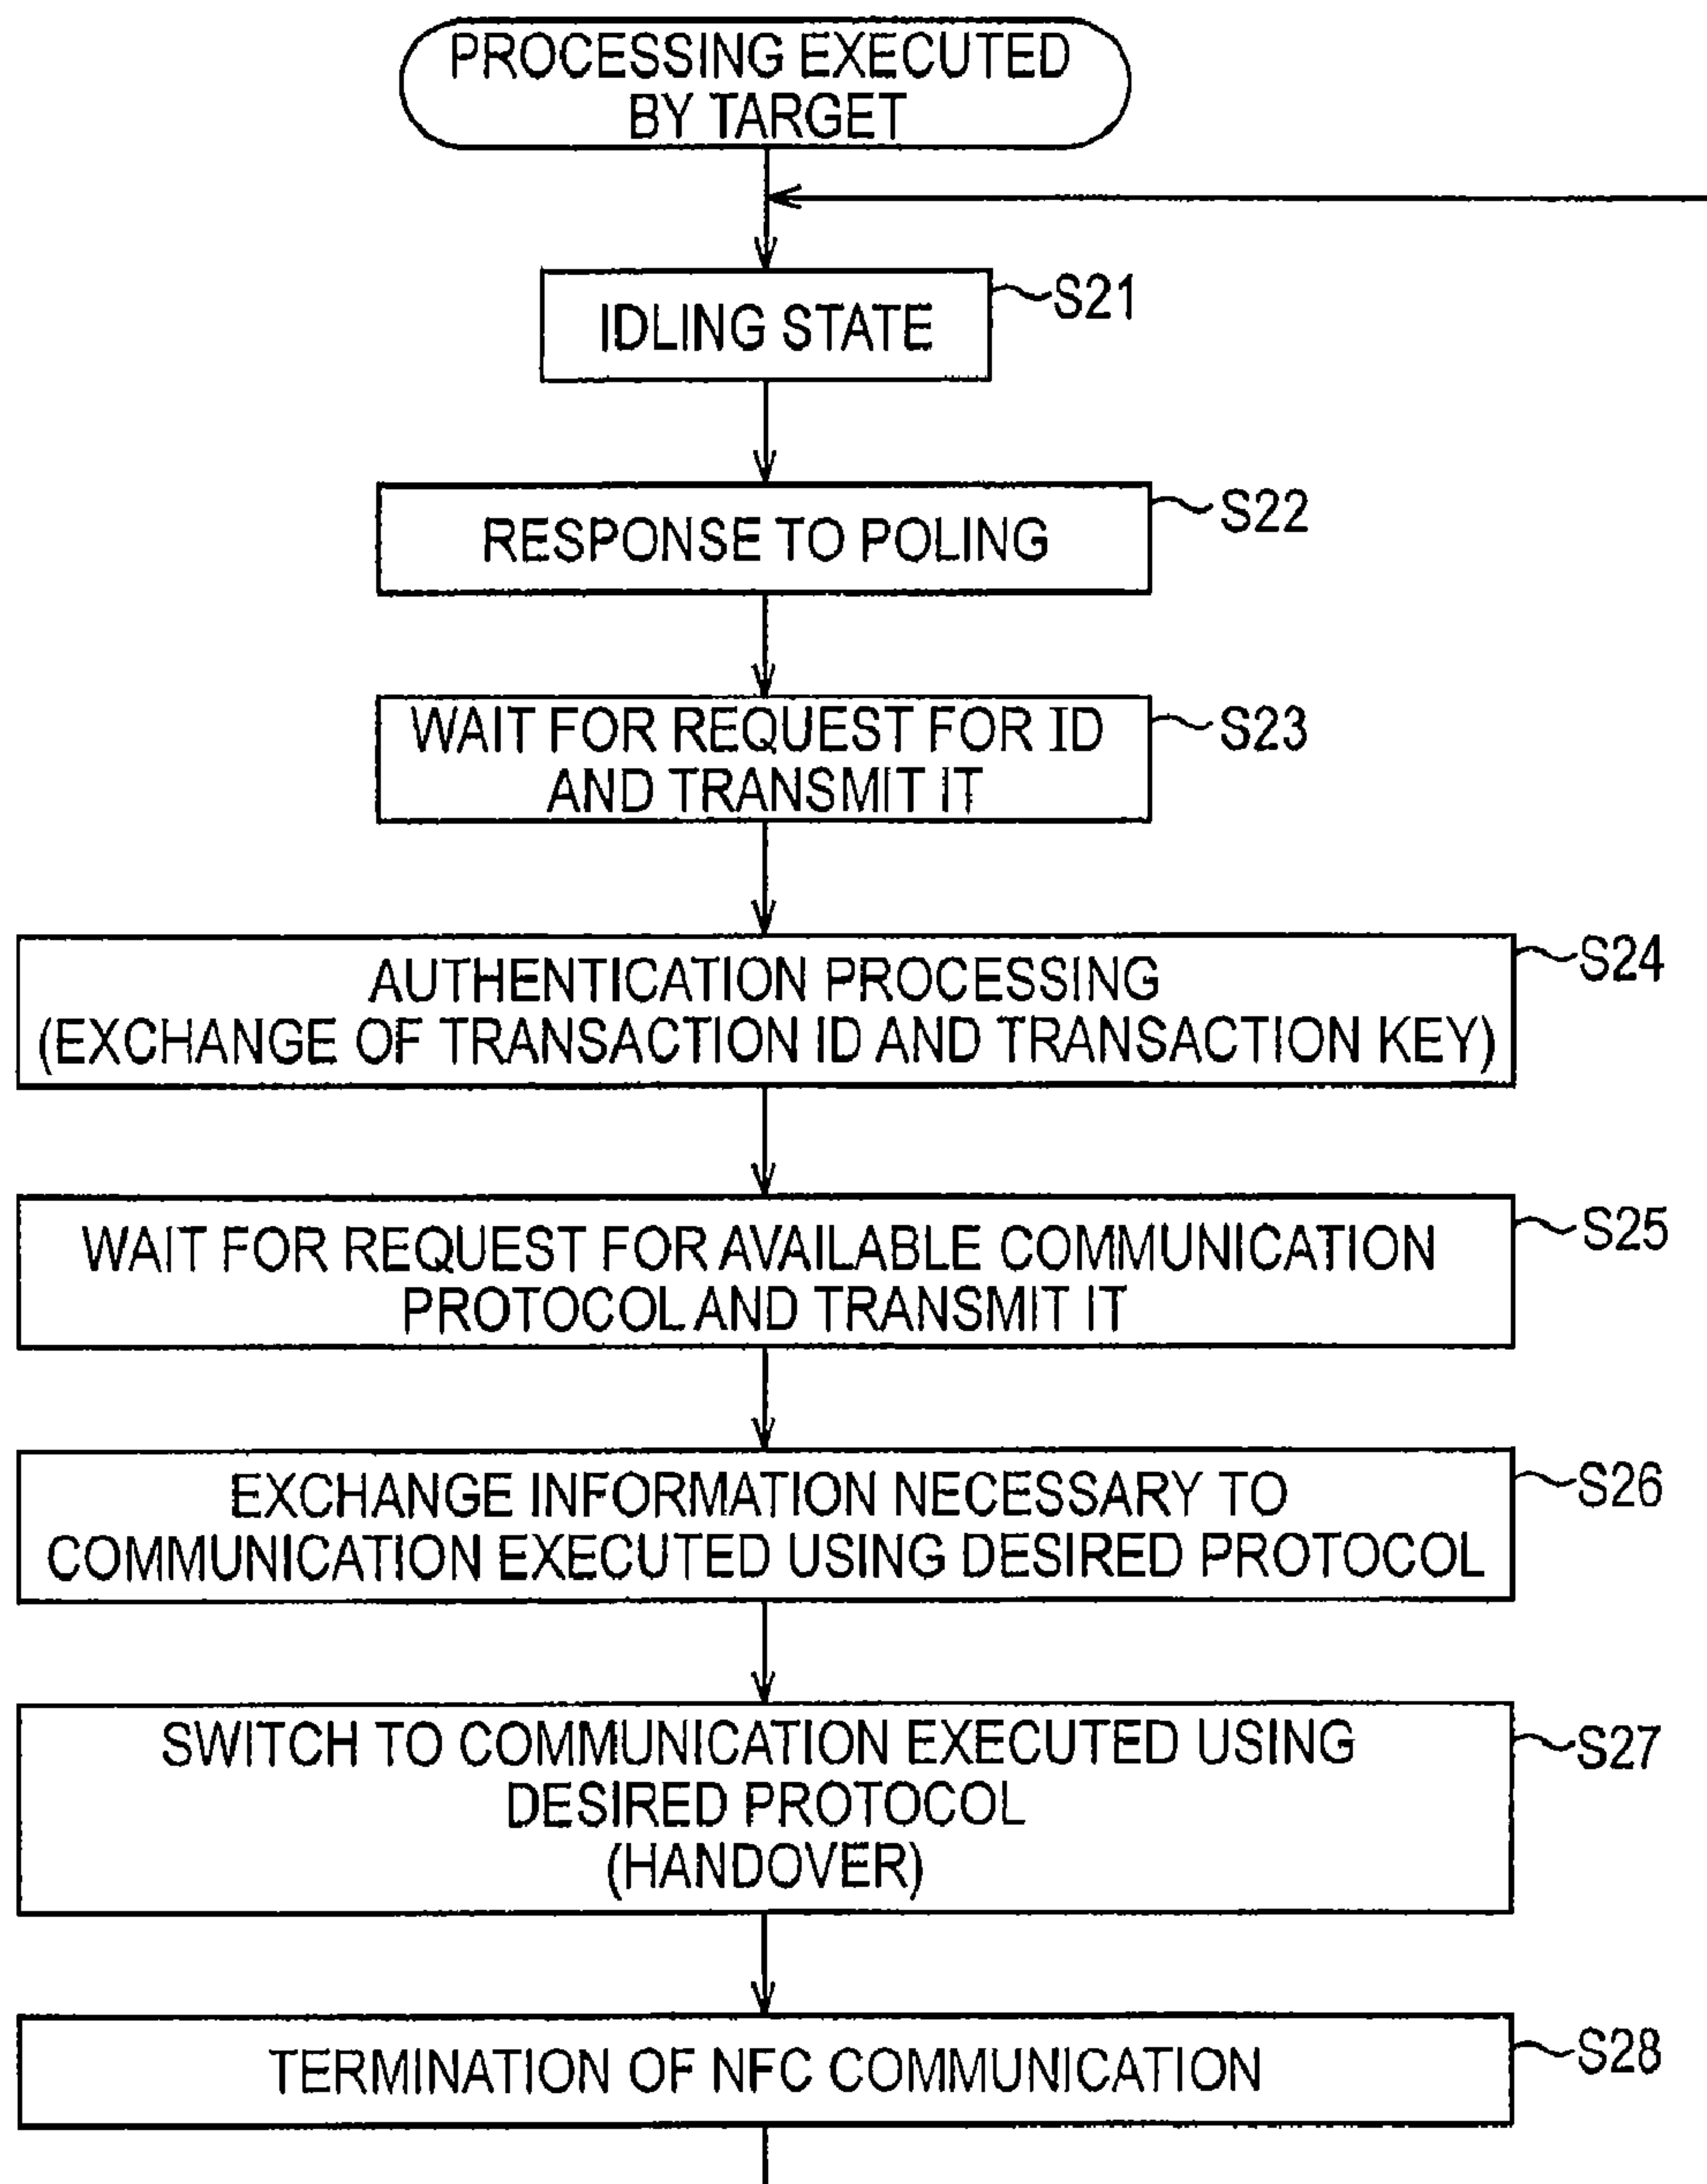 PROCESSING EXECUTED
BY TARGET
IDLING STATE
S21
RESPONSE TO POLING
S22
WAIT FOR REQUEST FOR ID
AND TRANSMIT IT
S23
AUTHENTICATION PROCESSING
(EXCHANGE OF TRANSACTION ID AND TRANSACTION KEY)
S24
WAIT FOR REQUEST FOR AVAILABLE COMMUNICATION
PROTOCOL AND TRANSMIT IT
S25
EXCHANGE INFORMATION NECESSARY TO
COMMUNICATION EXECUTED USING DESIRED PROTOCOL
S26
SWITCH TO COMMUNICATION EXECUTED USING
DESIRED PROTOCOL
(HANDOVER)
S27
TERMINATION OF NFC COMMUNICATION
S28